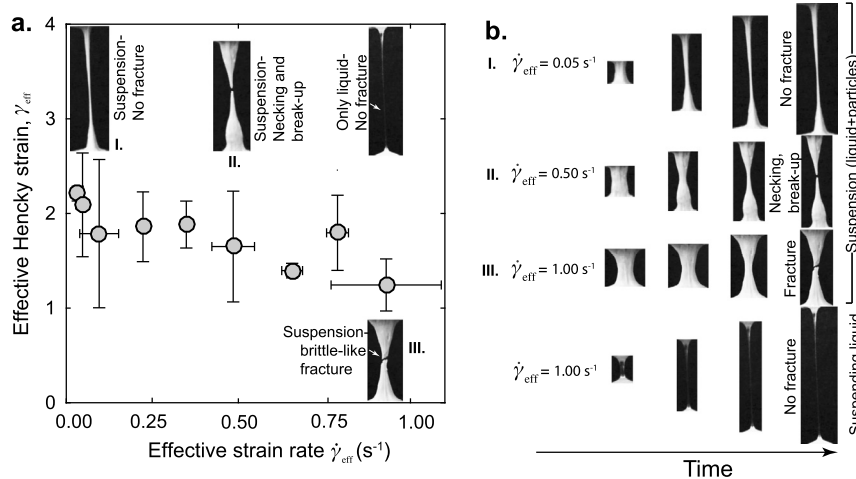 a.
4
3
2
1
0
Effective Hencky strain, γeff
0.00 0.25 0.50 0.75 1.00
Effective strain rate γ̇eff (s⁻¹)
Suspension-
No fracture
I.
Suspension-
Necking and
break-up
II.
Only liquid-
No fracture
Suspension-
brittle-like
fracture
III.
b.
I. γ̇eff = 0.05 s⁻¹
No fracture
II. γ̇eff = 0.50 s⁻¹
Necking,
break-up
III. γ̇eff = 1.00 s⁻¹
Fracture
Suspension (liquid+particles)
γ̇eff = 1.00 s⁻¹
No fracture
Suspending liquid
Time